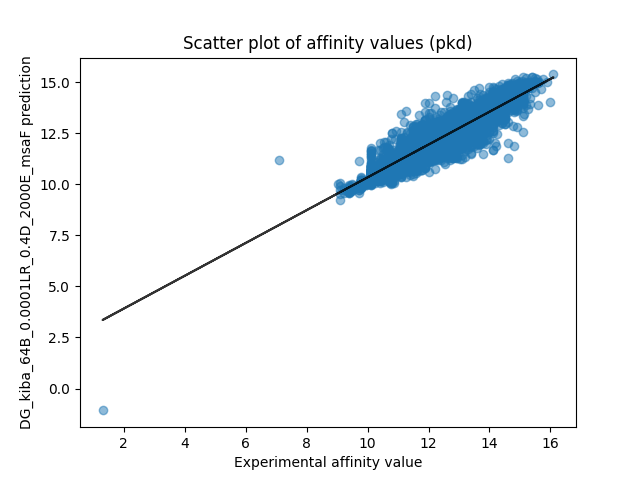 Scatter plot of affinity values (pkd)
DG_kiba_64B_0.0001LR_0.4D_2000E_msaF prediction
15.0
12.5
10.0
7.5
5.0
2.5
0.0
2 4 6 8 10 12 14 16
Experimental affinity value